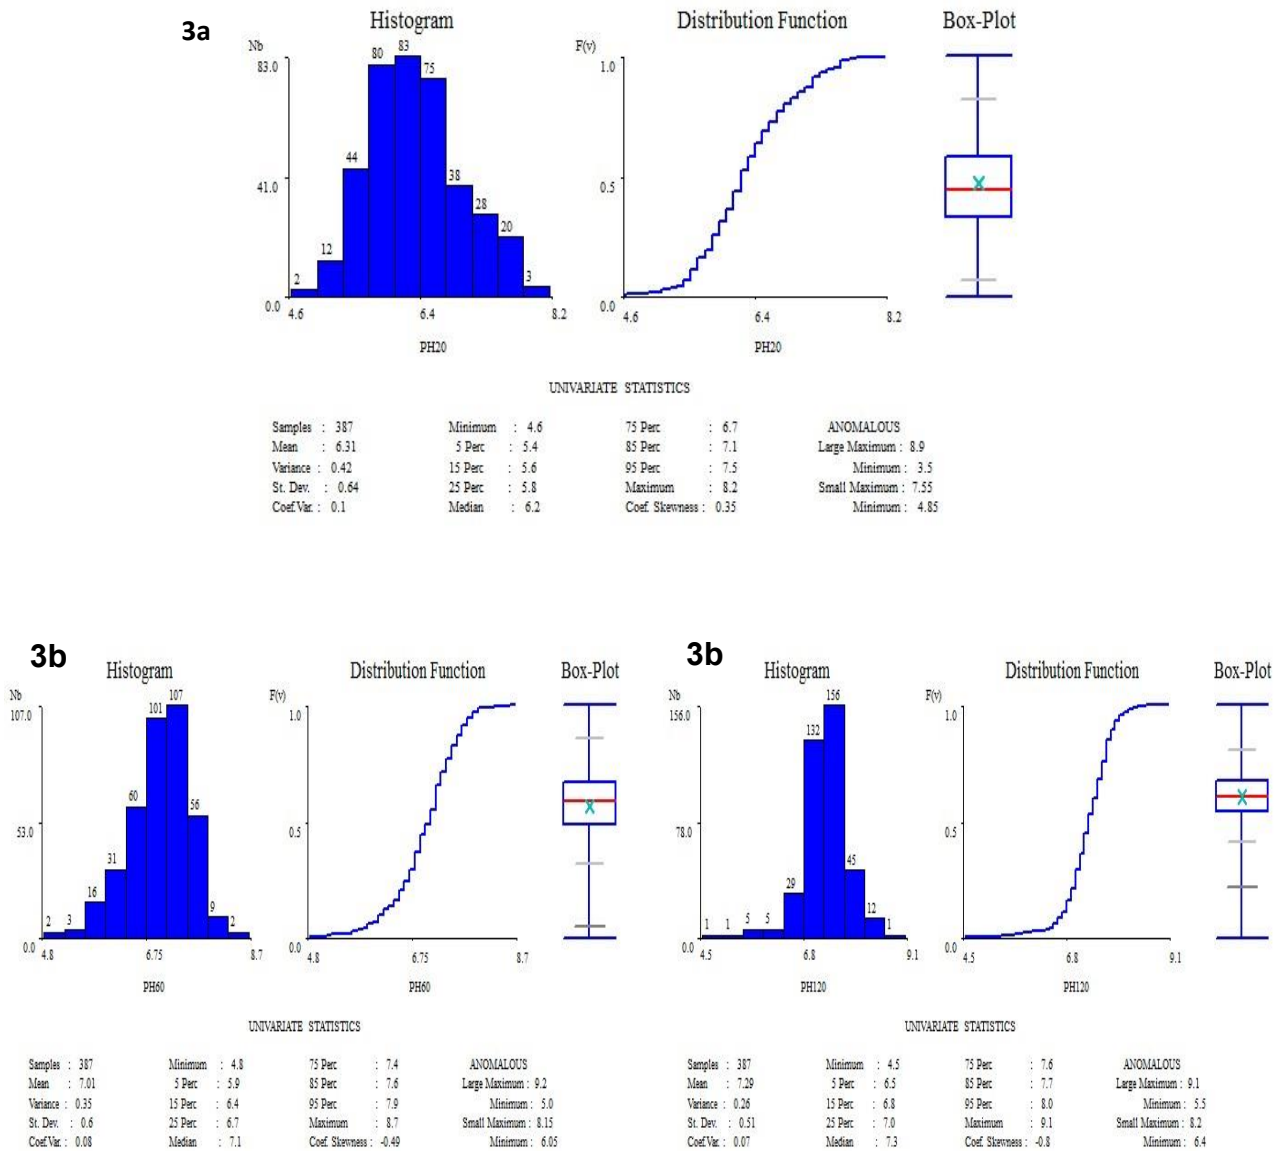 3a
Histogram
Distribution Function
Box-Plot
Nb
83.0
41.0
0.0
2
12
44
80
83
75
38
28
20
3
4.6
6.4
8.2
PH20
F(v)
1.0
0.5
0.0
4.6
6.4
8.2
PH20
UNIVARIATE STATISTICS
Samples : 387 Minimum : 4.6 75 Perc : 6.7 ANOMALOUS
Mean : 6.31 5 Perc : 5.4 85 Perc : 7.1 Large Maximum : 8.9
Variance : 0.42 15 Perc : 5.6 95 Perc : 7.5 Minimum : 3.5
St. Dev. : 0.64 25 Perc : 5.8 Maximum : 8.2 Small Maximum : 7.55
Coef.Var. : 0.1 Median : 6.2 Coef. Skewness : 0.35 Minimum : 4.85
3b
Histogram
Distribution Function
Box-Plot
Nb
107.0
53.0
0.0
2
3
16
31
60
101
107
56
9
2
4.8
6.75
8.7
PH60
F(v)
1.0
0.5
0.0
4.8
6.75
8.7
PH60
UNIVARIATE STATISTICS
Samples : 387 Minimum : 4.8 75 Perc : 7.4 ANOMALOUS
Mean : 7.01 5 Perc : 5.9 85 Perc : 7.6 Large Maximum : 9.2
Variance : 0.35 15 Perc : 6.4 95 Perc : 7.9 Minimum : 5.0
St. Dev. : 0.6 25 Perc : 6.7 Maximum : 8.7 Small Maximum : 8.15
Coef.Var. : 0.08 Median : 7.1 Coef. Skewness : -0.49 Minimum : 6.05
3b
Histogram
Distribution Function
Box-Plot
Nb
156.0
78.0
0.0
1
1
5
5
29
132
156
45
12
1
4.5
6.8
9.1
PH120
F(v)
1.0
0.5
0.0
4.5
6.8
9.1
PH120
UNIVARIATE STATISTICS
Samples : 387 Minimum : 4.5 75 Perc : 7.6 ANOMALOUS
Mean : 7.29 5 Perc : 6.5 85 Perc : 7.7 Large Maximum : 9.1
Variance : 0.26 15 Perc : 6.8 95 Perc : 8.0 Minimum : 5.5
St. Dev. : 0.51 25 Perc : 7.0 Maximum : 9.1 Small Maximum : 8.2
Coef.Var. : 0.07 Median : 7.3 Coef. Skewness : -0.8 Minimum : 6.4